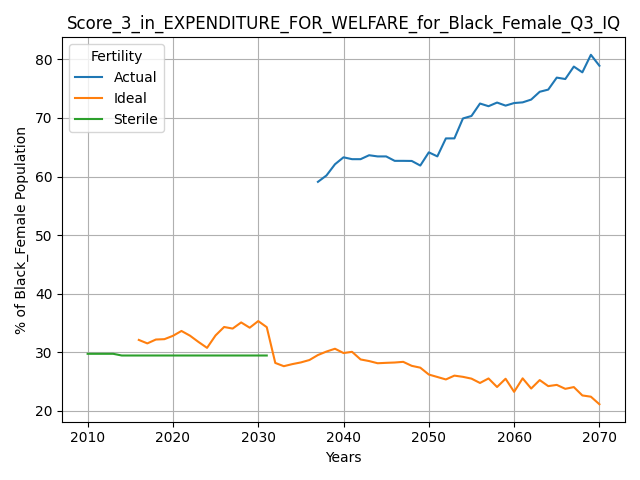 Score_3_in_EXPENDITURE_FOR_WELFARE_for_Black_Female_Q3_IQ
Fertility
Actual
Ideal
Sterile
% of Black_Female Population
80
70
60
50
40
30
20
2010 2020 2030 2040 2050 2060 2070
Years